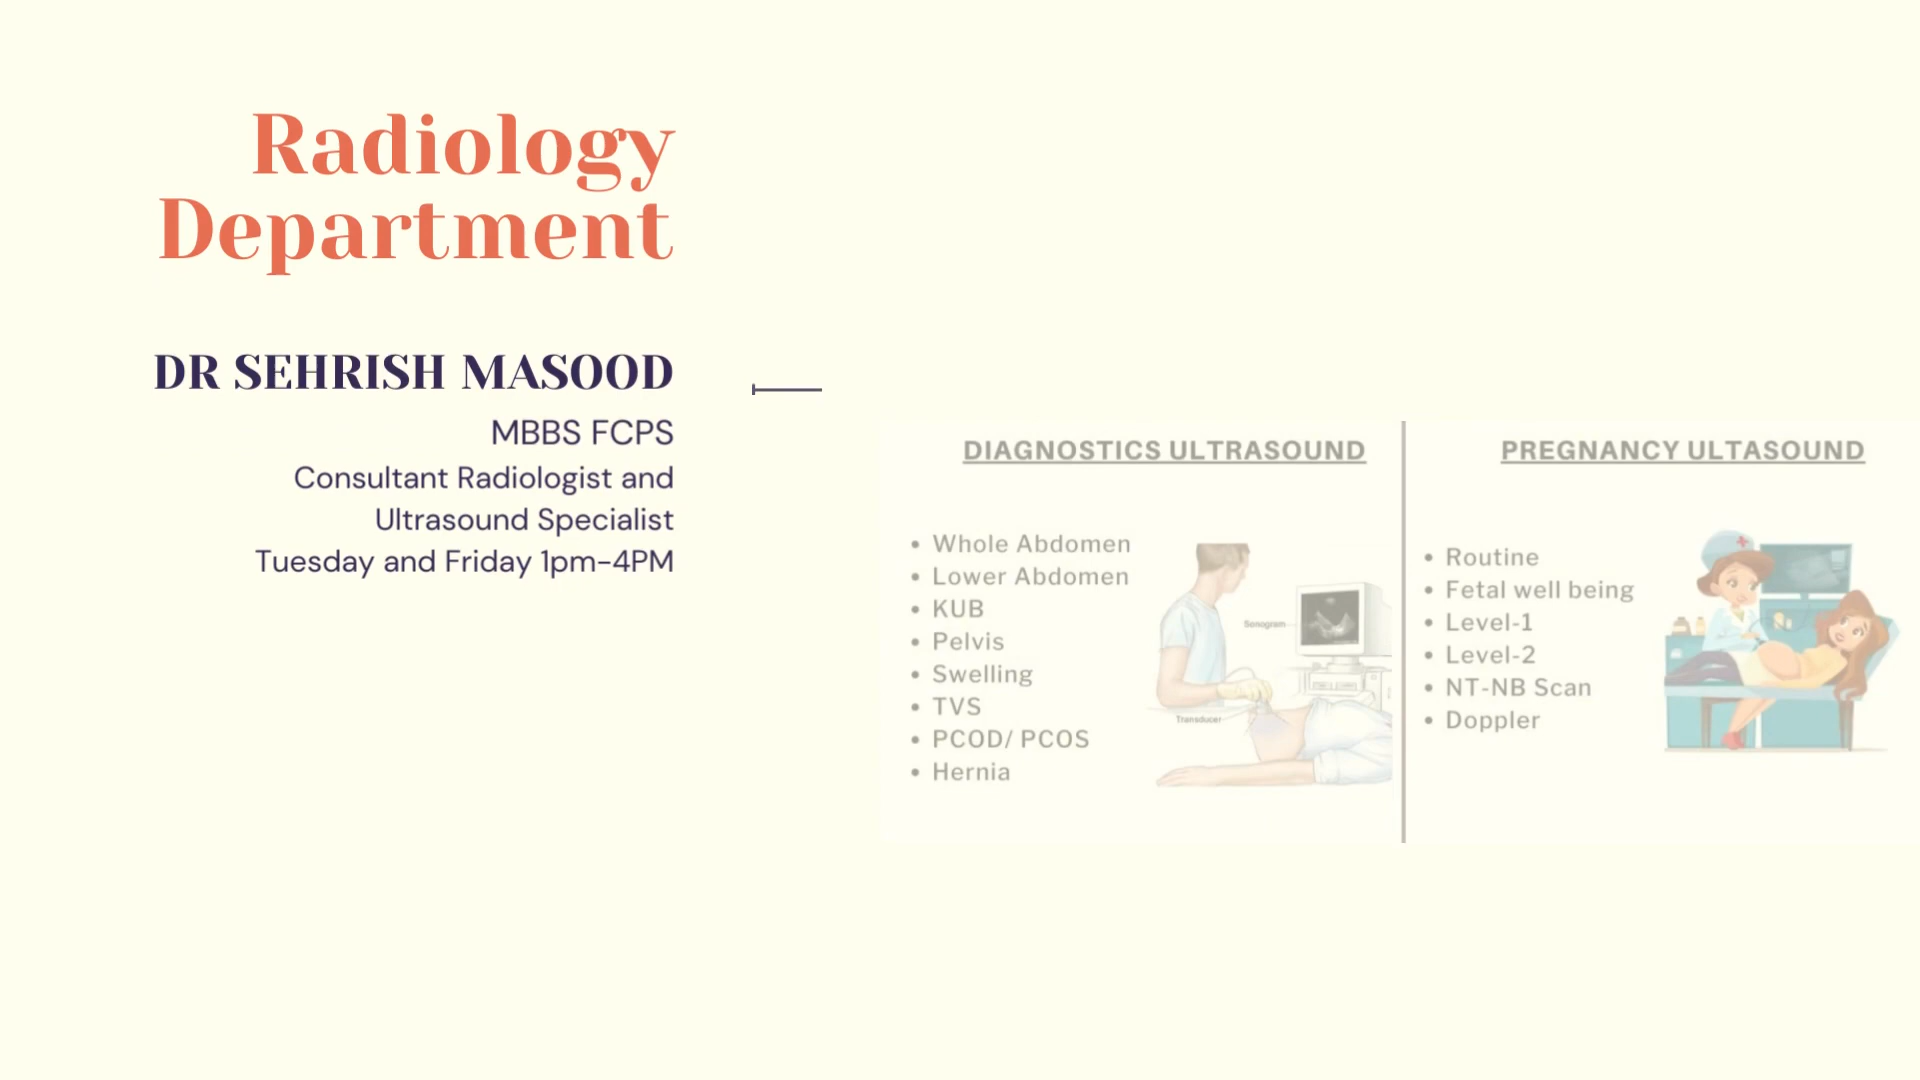 Radiology
Department
DR SEHRISH MASOOD
MBBS FCPS
Consultant Radiologist and
Ultrasound Specialist
Tuesday and Friday 1pm-4PM
DIAGNOSTICS ULTRASOUND
• Whole Abdomen
• Lower Abdomen
• KUB
• Pelvis
• Swelling
• TVS
• PCOD/ PCOS
• Hernia
Sonogram
Transducer
PREGNANCY ULTASOUND
• Routine
• Fetal well being
• Level-1
• Level-2
• NT-NB Scan
• Doppler